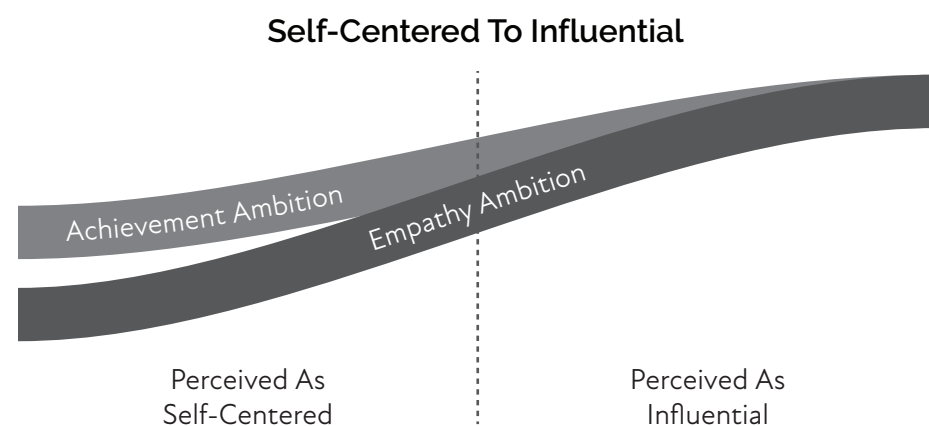 Self-Centered To Influential
Achievement Ambition
Empathy Ambition
Perceived As
Self-Centered
Perceived As
Influential